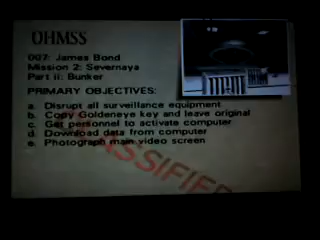 OHMSS
007: James Bond
Mission 2: Severnaya
Part ii: Bunker
PRIMARY OBJECTIVES:
a. Disrupt all surveillance equipment
b. Copy Goldeneye key and leave original
c. Get personnel to activate computer
d. Download data from computer
e. Photograph main video screen
CLASSIFIED